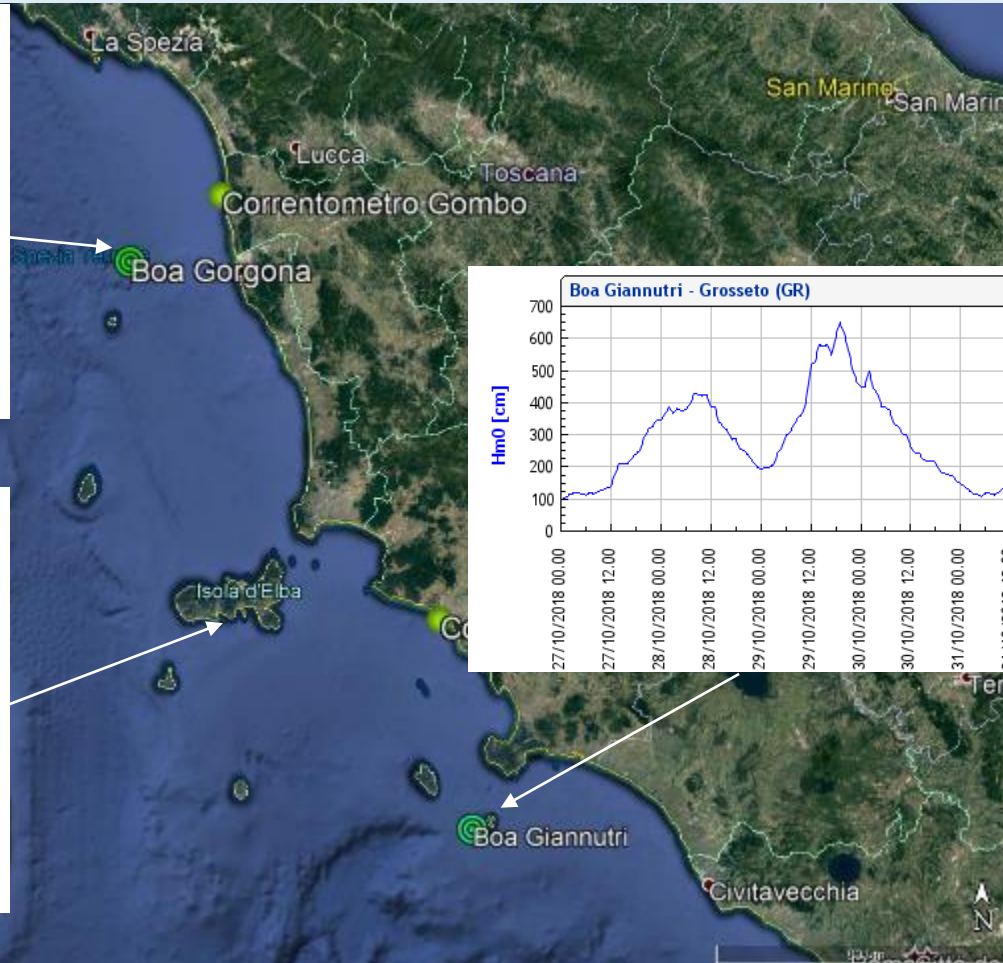 La Spezia
San Marino
San Marin
Lucca
Toscana
Correntometro Gombo
Boa Gorgona
Boa Giannutri - Grosseto (GR)
700
600
500
400
300
200
100
0
Hm0 [cm]
27/10/2018 00.00
27/10/2018 12.00
28/10/2018 00.00
28/10/2018 12.00
29/10/2018 00.00
29/10/2018 12.00
30/10/2018 00.00
30/10/2018 12.00
31/10/2018 00.00
Isola d'Elba
Co
Ter
Boa Giannutri
Civitavecchia
N